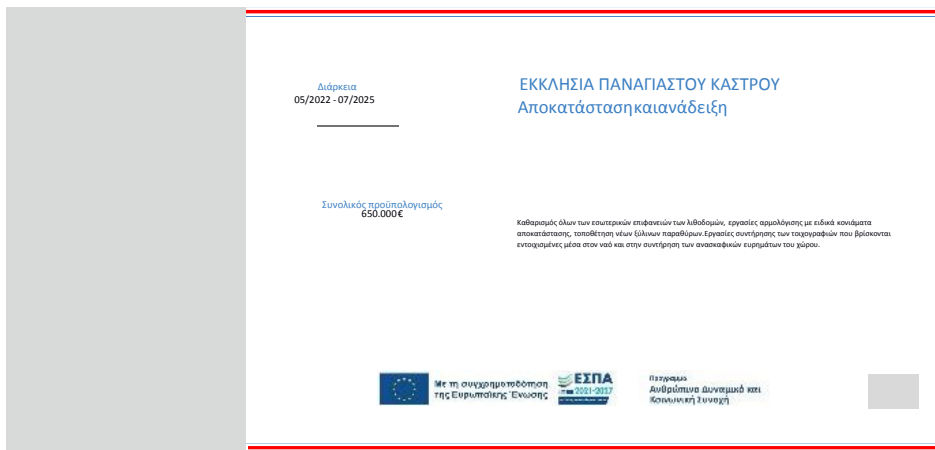 Διάρκεια
05/2022 - 07/2025
ΕΚΚΛΗΣΙΑ ΠΑΝΑΓΙΑΣΤΟΥ ΚΑΣΤΡΟΥ
Αποκατάστασηκαιανάδειξη
Συνολικός προϋπολογισμός
650.000€
Καθαρισμός όλων των εσωτερικών επιφανειών των λιθοδομών, εργασίες αρμολόγισης με ειδικά κονιάματα
αποκατάστασης, τοποθέτηση νέων ξύλινων παραθύρων.Εργασίες συντήρησης των τοιχογραφιών που βρίσκονται
εντοιχισμένες μέσα στον ναό και στην συντήρηση των ανασκαφικών ευρημάτων του χώρου.
Με τη συγχρηματοδότηση
της Ευρωπαϊκής Ένωσης
ΕΣΠΑ
2021-2027
Πρόγραμμα
Ανθρώπινο Δυναμικό και
Κοινωνική Συνοχή